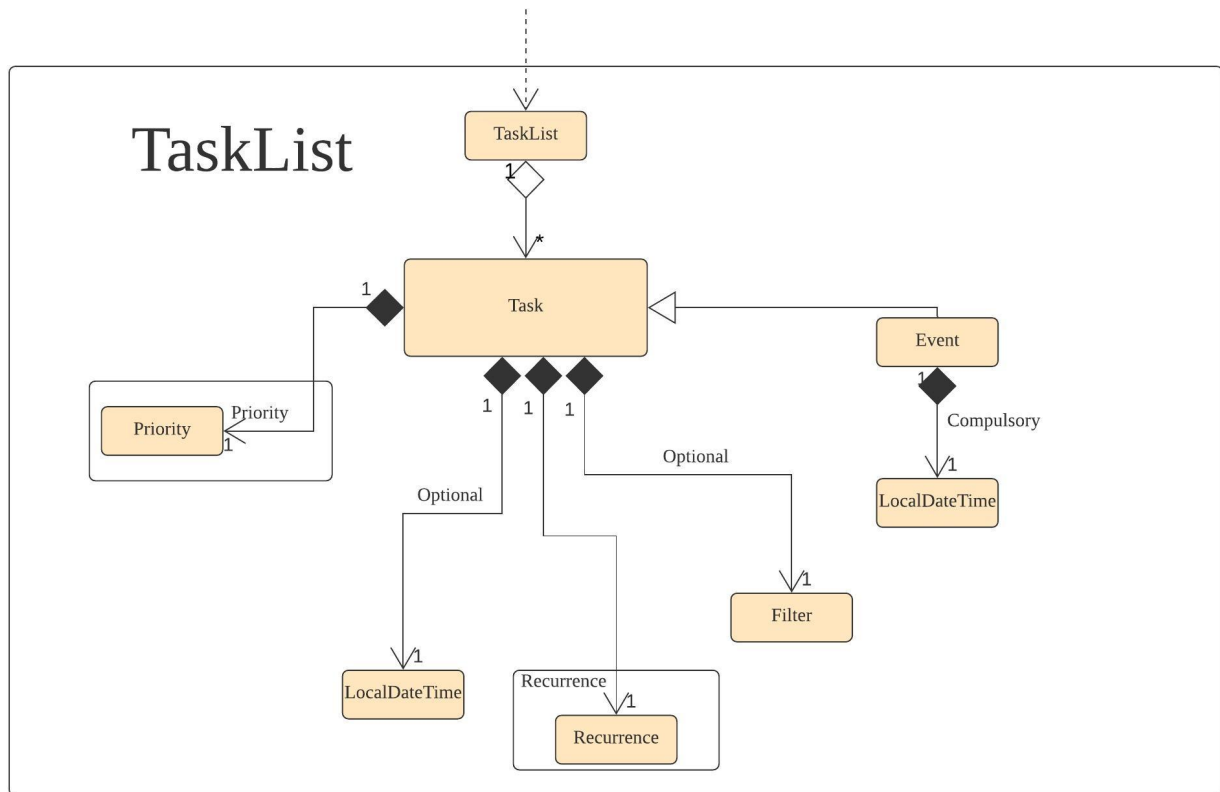 TaskList
TaskList
1
*
Task
1
Event
1
Compulsory
1
LocalDateTime
Priority
Priority
1
1
1
1
Optional
Optional
1
Filter
1
LocalDateTime
Recurrence
1
Recurrence